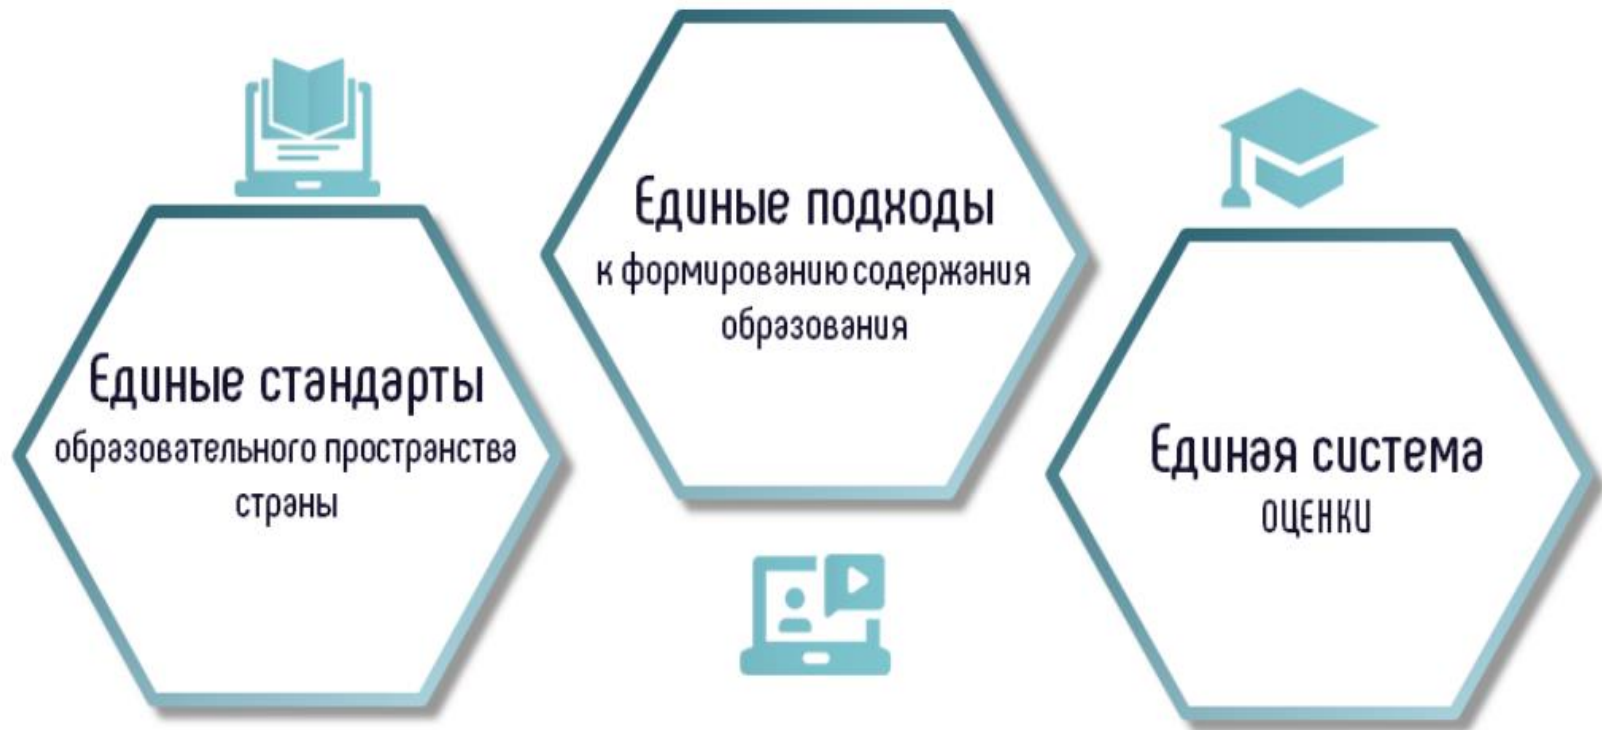 Единые стандарты
образовательного пространства
страны
Единые подходы
к формированию содержания
образования
Единая система
оценки